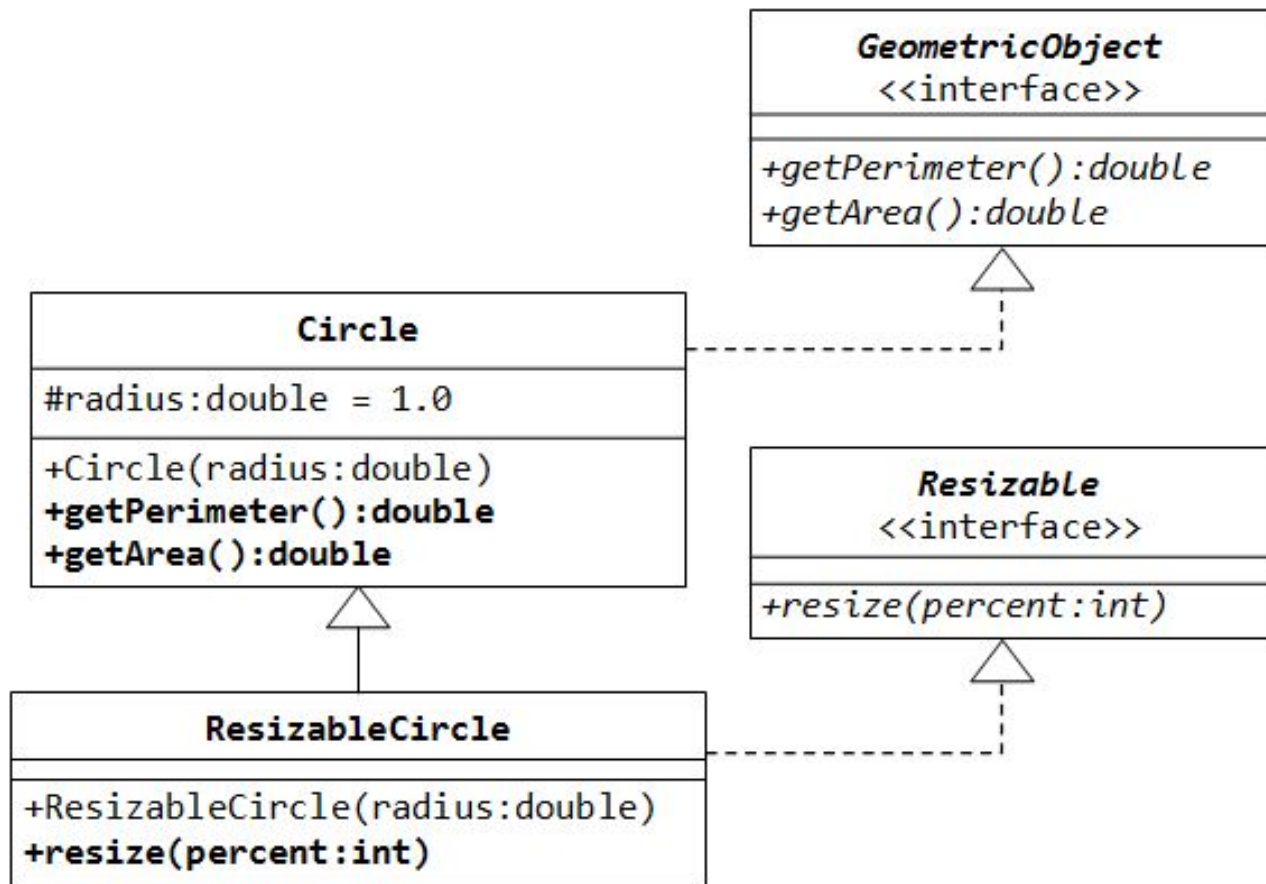 GeometricObject
<<interface>>
+getPerimeter():double
+getArea():double
Circle
#radius:double = 1.0
+Circle(radius:double)
+getPerimeter():double
+getArea():double
Resizable
<<interface>>
+resize(percent:int)
ResizableCircle
+ResizableCircle(radius:double)
+resize(percent:int)